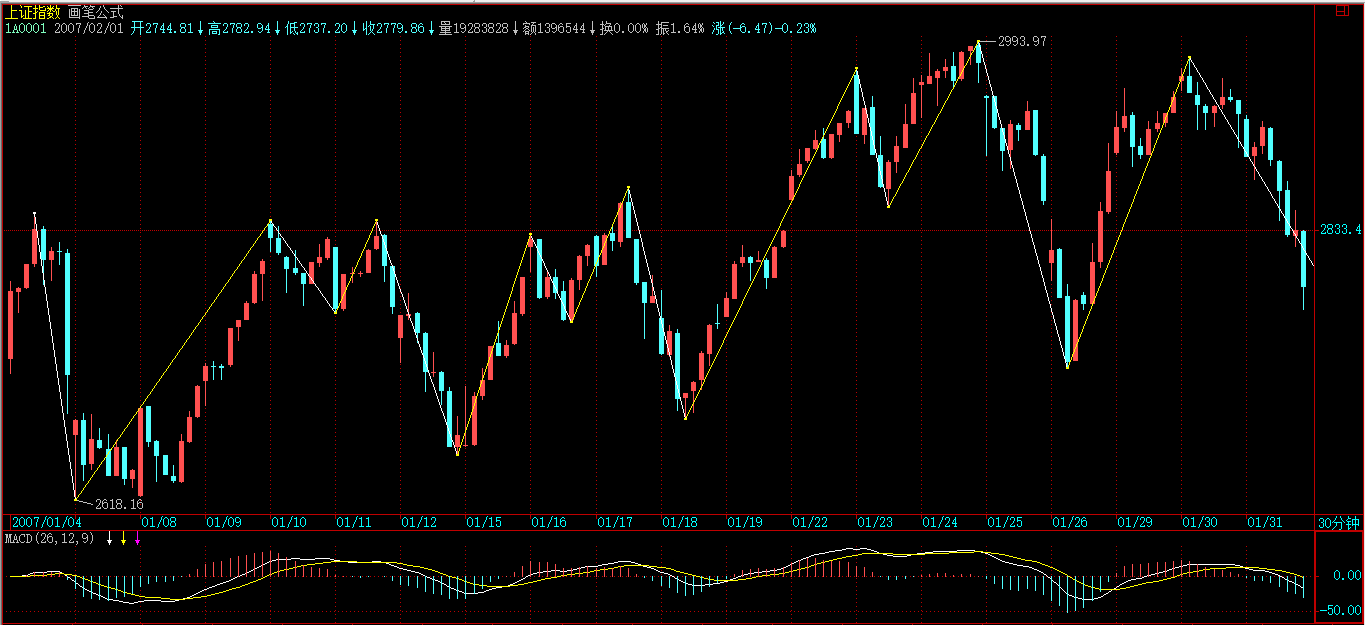 上证指数 画笔公式
1A0001 2007/02/01 开2744.81↓高2782.94↓低2737.20↓收2779.86↓量19283828↓额1396544↓换0.00% 振1.64% 涨(-6.47)-0.23%
2993.97
2833.4
2618.16
2007/01/04 01/08 01/09 01/10 01/11 01/12 01/15 01/16 01/17 01/18 01/19 01/22 01/23 01/24 01/25 01/26 01/29 01/30 01/31 30分钟
MACD(26,12,9) ↓ ↓ ↓
0.00
-50.00